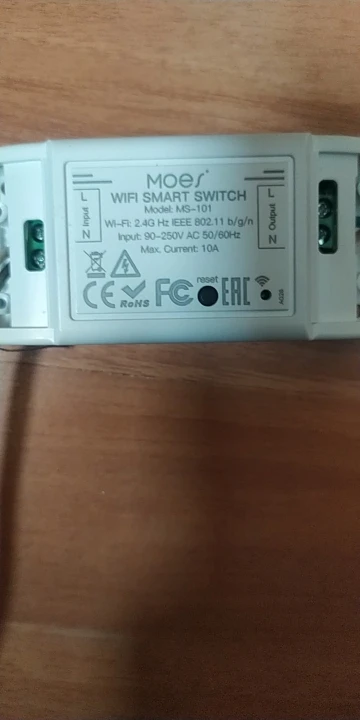 MOES
WIFI SMART SWITCH
Model: MS-101
Wi-Fi: 2.4G Hz IEEE 802.11 b/g/n
Input: 90-250V AC 50/60Hz
Max. Current: 10A
L
Input
N
L
Output
N
CE
RoHS
FC
reset
EAC